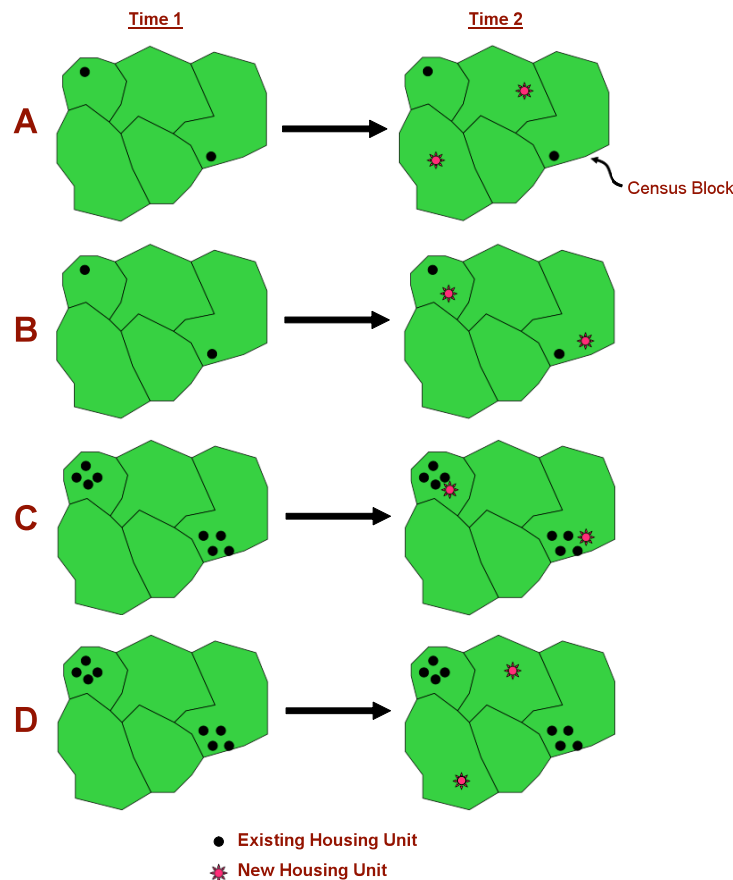 Time 1
Time 2
A
Census Block
B
C
D
Existing Housing Unit
New Housing Unit